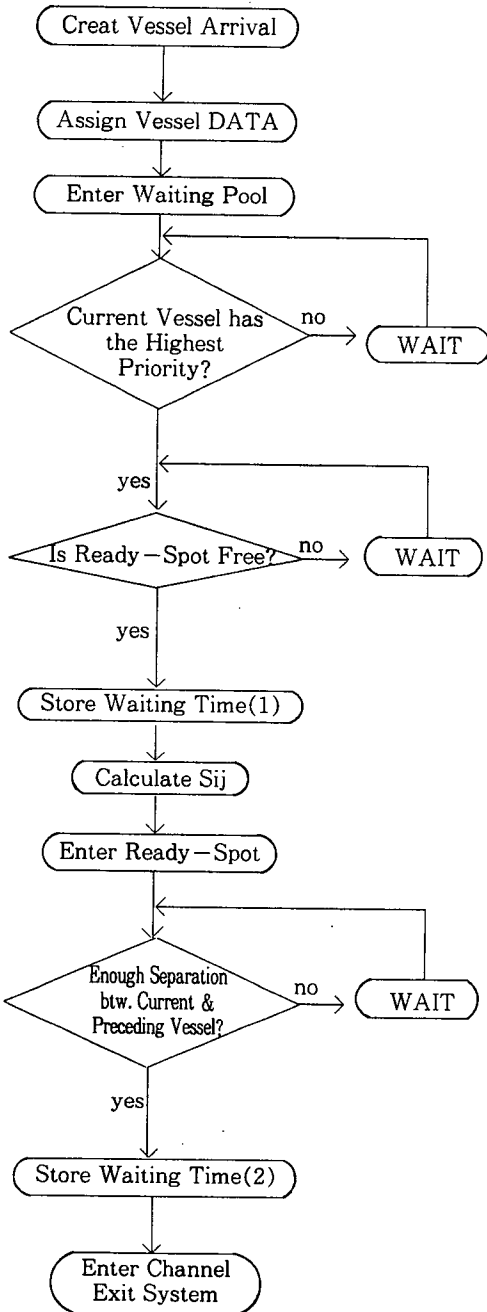 Creat Vessel Arrival
Assign Vessel DATA
Enter Waiting Pool
Current Vessel has
the Highest
Priority?
no
WAIT
yes
Is Ready-Spot Free?
no
WAIT
yes
Store Waiting Time(1)
Calculate Sij
Enter Ready-Spot
Enough Separation
btw. Current &
Preceding Vessel?
no
WAIT
yes
Store Waiting Time(2)
Enter Channel
Exit System